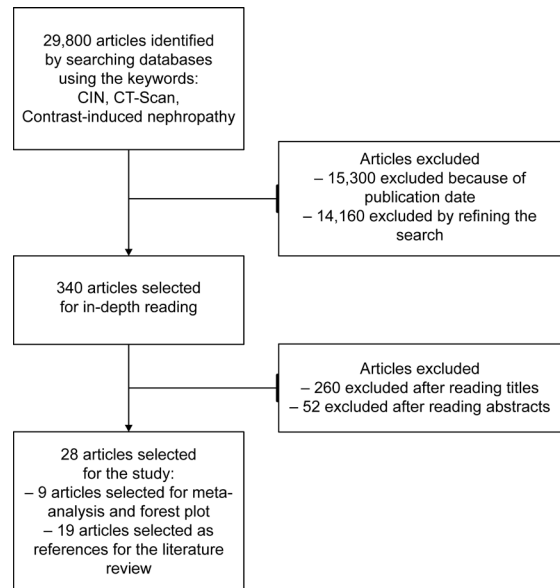 29,800 articles identified
by searching databases
using the keywords:
CIN, CT-Scan,
Contrast-induced nephropathy
Articles excluded
– 15,300 excluded because of
publication date
– 14,160 excluded by refining the
search
340 articles selected
for in-depth reading
Articles excluded
– 260 excluded after reading titles
– 52 excluded after reading abstracts
28 articles selected
for the study:
– 9 articles selected for meta-
analysis and forest plot
– 19 articles selected as
references for the literature
review